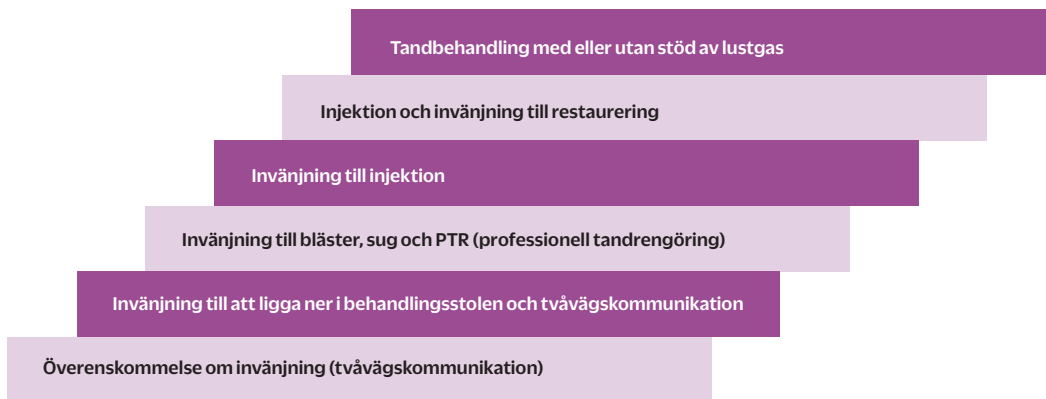 Tandbehandling med eller utan stöd av lustgas
Injektion och invänjning till restaurering
Invänjning till injektion
Invänjning till bläster, sug och PTR (professionell tandrengöring)
Invänjning till att ligga ner i behandlingsstolen och tvåvägskommunikation
Överenskommelse om invänjning (tvåvägskommunikation)